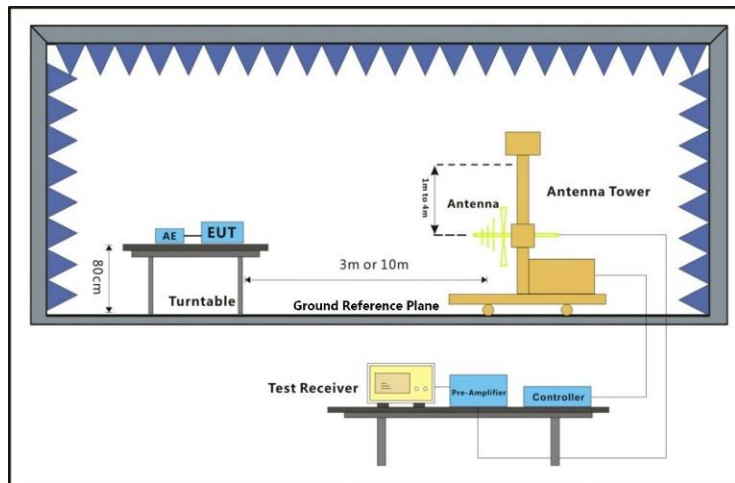 1m to 4m
Antenna
Antenna Tower
AE
EUT
80cm
3m or 10m
Turntable
Ground Reference Plane
Test Receiver
Pre-Amplifier
Controller